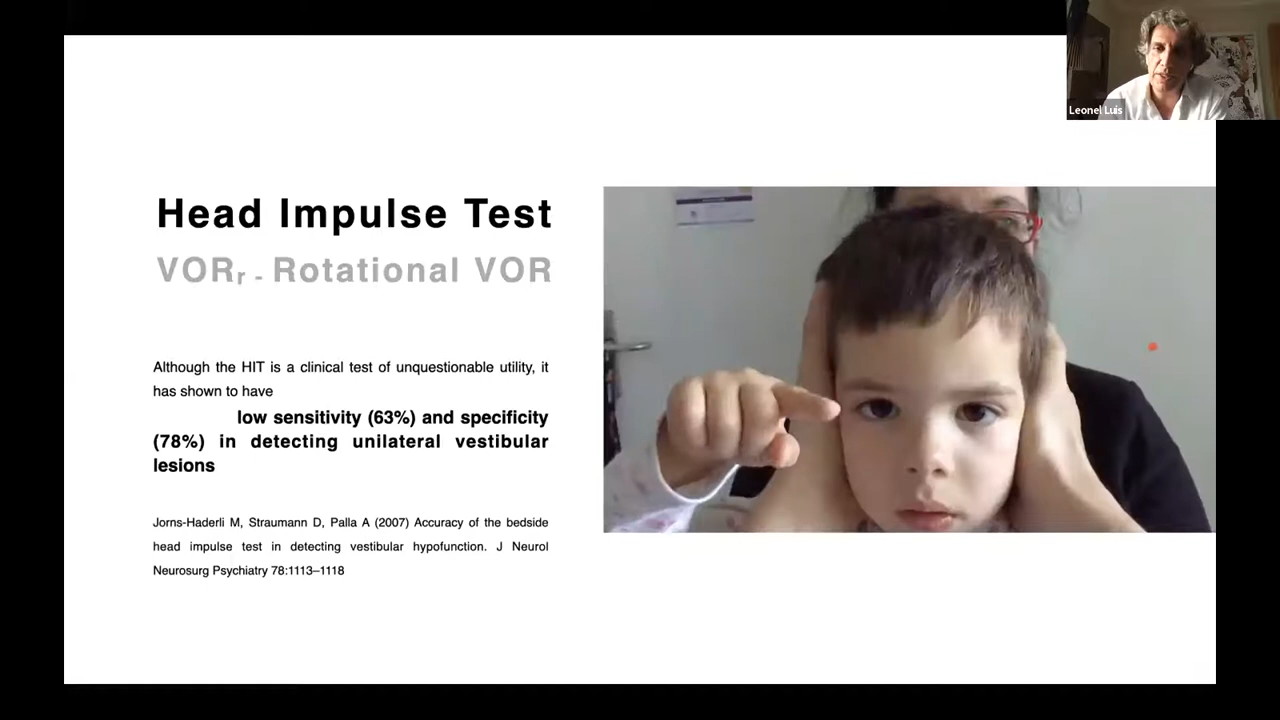 Leonel Luis
Head Impulse Test
VORr - Rotational VOR
Although the HIT is a clinical test of unquestionable utility, it
has shown to have
low sensitivity (63%) and specificity
(78%) in detecting unilateral vestibular
lesions
Jorns-Haderli M, Straumann D, Palla A (2007) Accuracy of the bedside
head impulse test in detecting vestibular hypofunction. J Neurol
Neurosurg Psychiatry 78:1113–1118